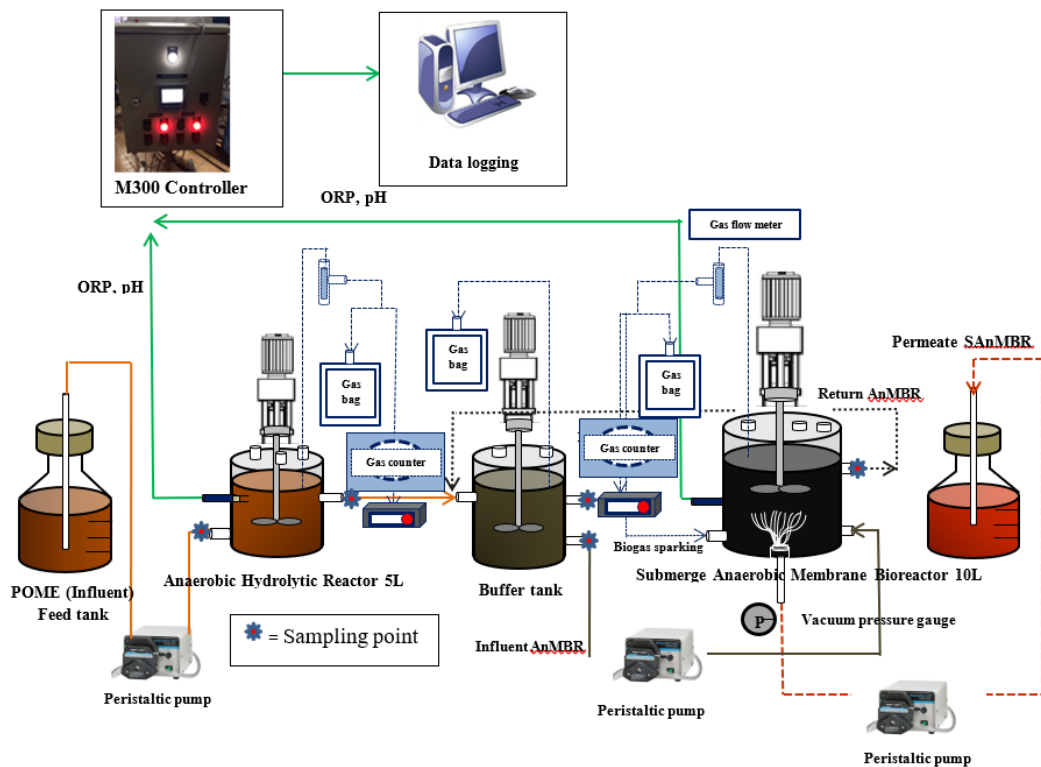 M300 Controller
Data logging
ORP, pH
Gas flow meter
ORP, pH
Gas
bag
Gas
bag
Gas
bag
Permeate SAnMBR
Return AnMBR
Gas counter
Gas counter
Biogas sparking
POME (Influent)
Feed tank
Anaerobic Hydrolytic Reactor 5L
Buffer tank
Submerge Anaerobic Membrane Bioreactor 10L
P
Vacuum pressure gauge
= Sampling point
Influent AnMBR
Peristaltic pump
Peristaltic pump
Peristaltic pump